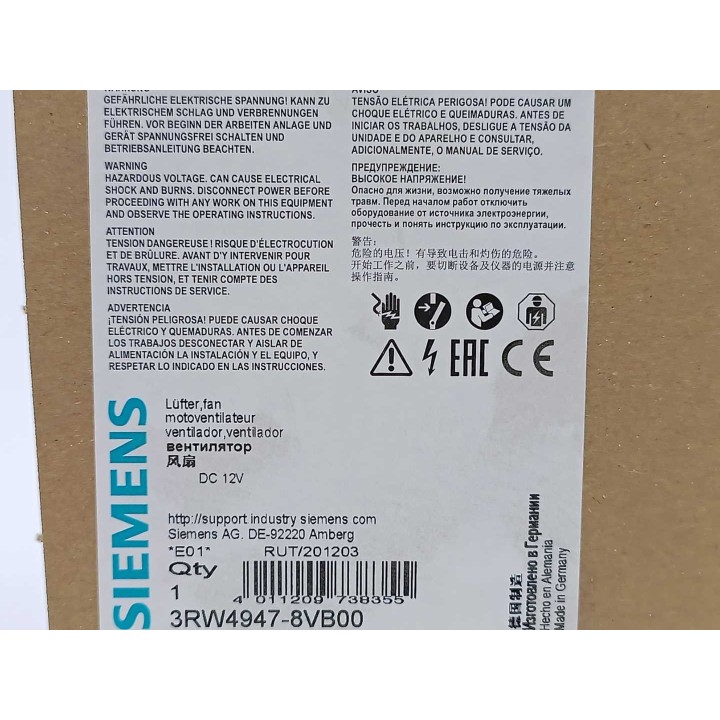 WARNUNG
GEFÄHRLICHE ELEKTRISCHE SPANNUNG! KANN ZU
ELEKTRISCHEM SCHLAG UND VERBRENNUNGEN
FÜHREN. VOR BEGINN DER ARBEITEN ANLAGE UND
GERÄT SPANNUNGSFREI SCHALTEN UND
BETRIEBSANLEITUNG BEACHTEN.
WARNING
HAZARDOUS VOLTAGE. CAN CAUSE ELECTRICAL
SHOCK AND BURNS. DISCONNECT POWER BEFORE
PROCEEDING WITH ANY WORK ON THIS EQUIPMENT
AND OBSERVE THE OPERATING INSTRUCTIONS.
ATTENTION
TENSION DANGEREUSE ! RISQUE D'ÉLECTROCUTION
ET DE BRÛLURE. AVANT D'Y INTERVENIR POUR
TRAVAUX, METTRE L'INSTALLATION OU L'APPAREIL
HORS TENSION, ET TENIR COMPTE DES
INSTRUCTIONS DE SERVICE.
ADVERTENCIA
¡TENSIÓN PELIGROSA! PUEDE CAUSAR CHOQUE
ELÉCTRICO Y QUEMADURAS. ANTES DE COMENZAR
LOS TRABAJOS DESCONECTAR Y AISLAR DE
ALIMENTACIÓN LA INSTALACIÓN Y EL EQUIPO, Y
RESPETAR LO INDICADO EN LAS INSTRUCCIONES.
AVISO
TENSÃO ELÉTRICA PERIGOSA! PODE CAUSAR UM
CHOQUE ELÉTRICO E QUEIMADURAS. ANTES DE
INICIAR OS TRABALHOS, DESLIGUE A TENSÃO DA
UNIDADE E DO APARELHO E CONSULTAR,
ADICIONALMENTE, O MANUAL DE SERVIÇO.
ПРЕДУПРЕЖДЕНИЕ:
ВЫСОКОЕ НАПРЯЖЕНИЕ!
Опасно для жизни, возможно получение тяжелых
травм. Перед началом работ отключить
оборудование от источника электроэнергии,
прочесть и понять инструкцию по эксплуатации.
警告:
危险的电压! 有导致电击和灼伤的危险。
开始工作之前, 要切断设备及仪器的电源并注意
操作指南。
EAC CE
SIEMENS
Lüfter,fan
motoventilateur
ventilador,ventilador
вентилятор
风扇
DC 12V
http://support.industry siemens com
Siemens AG. DE-92220 Amberg
*E01* RUT/201203
Qty
1
4 011209 739355
3RW4947-8VB00
德国制造
Изготовлено в Германии
Hecho en Alemania
Made in Germany